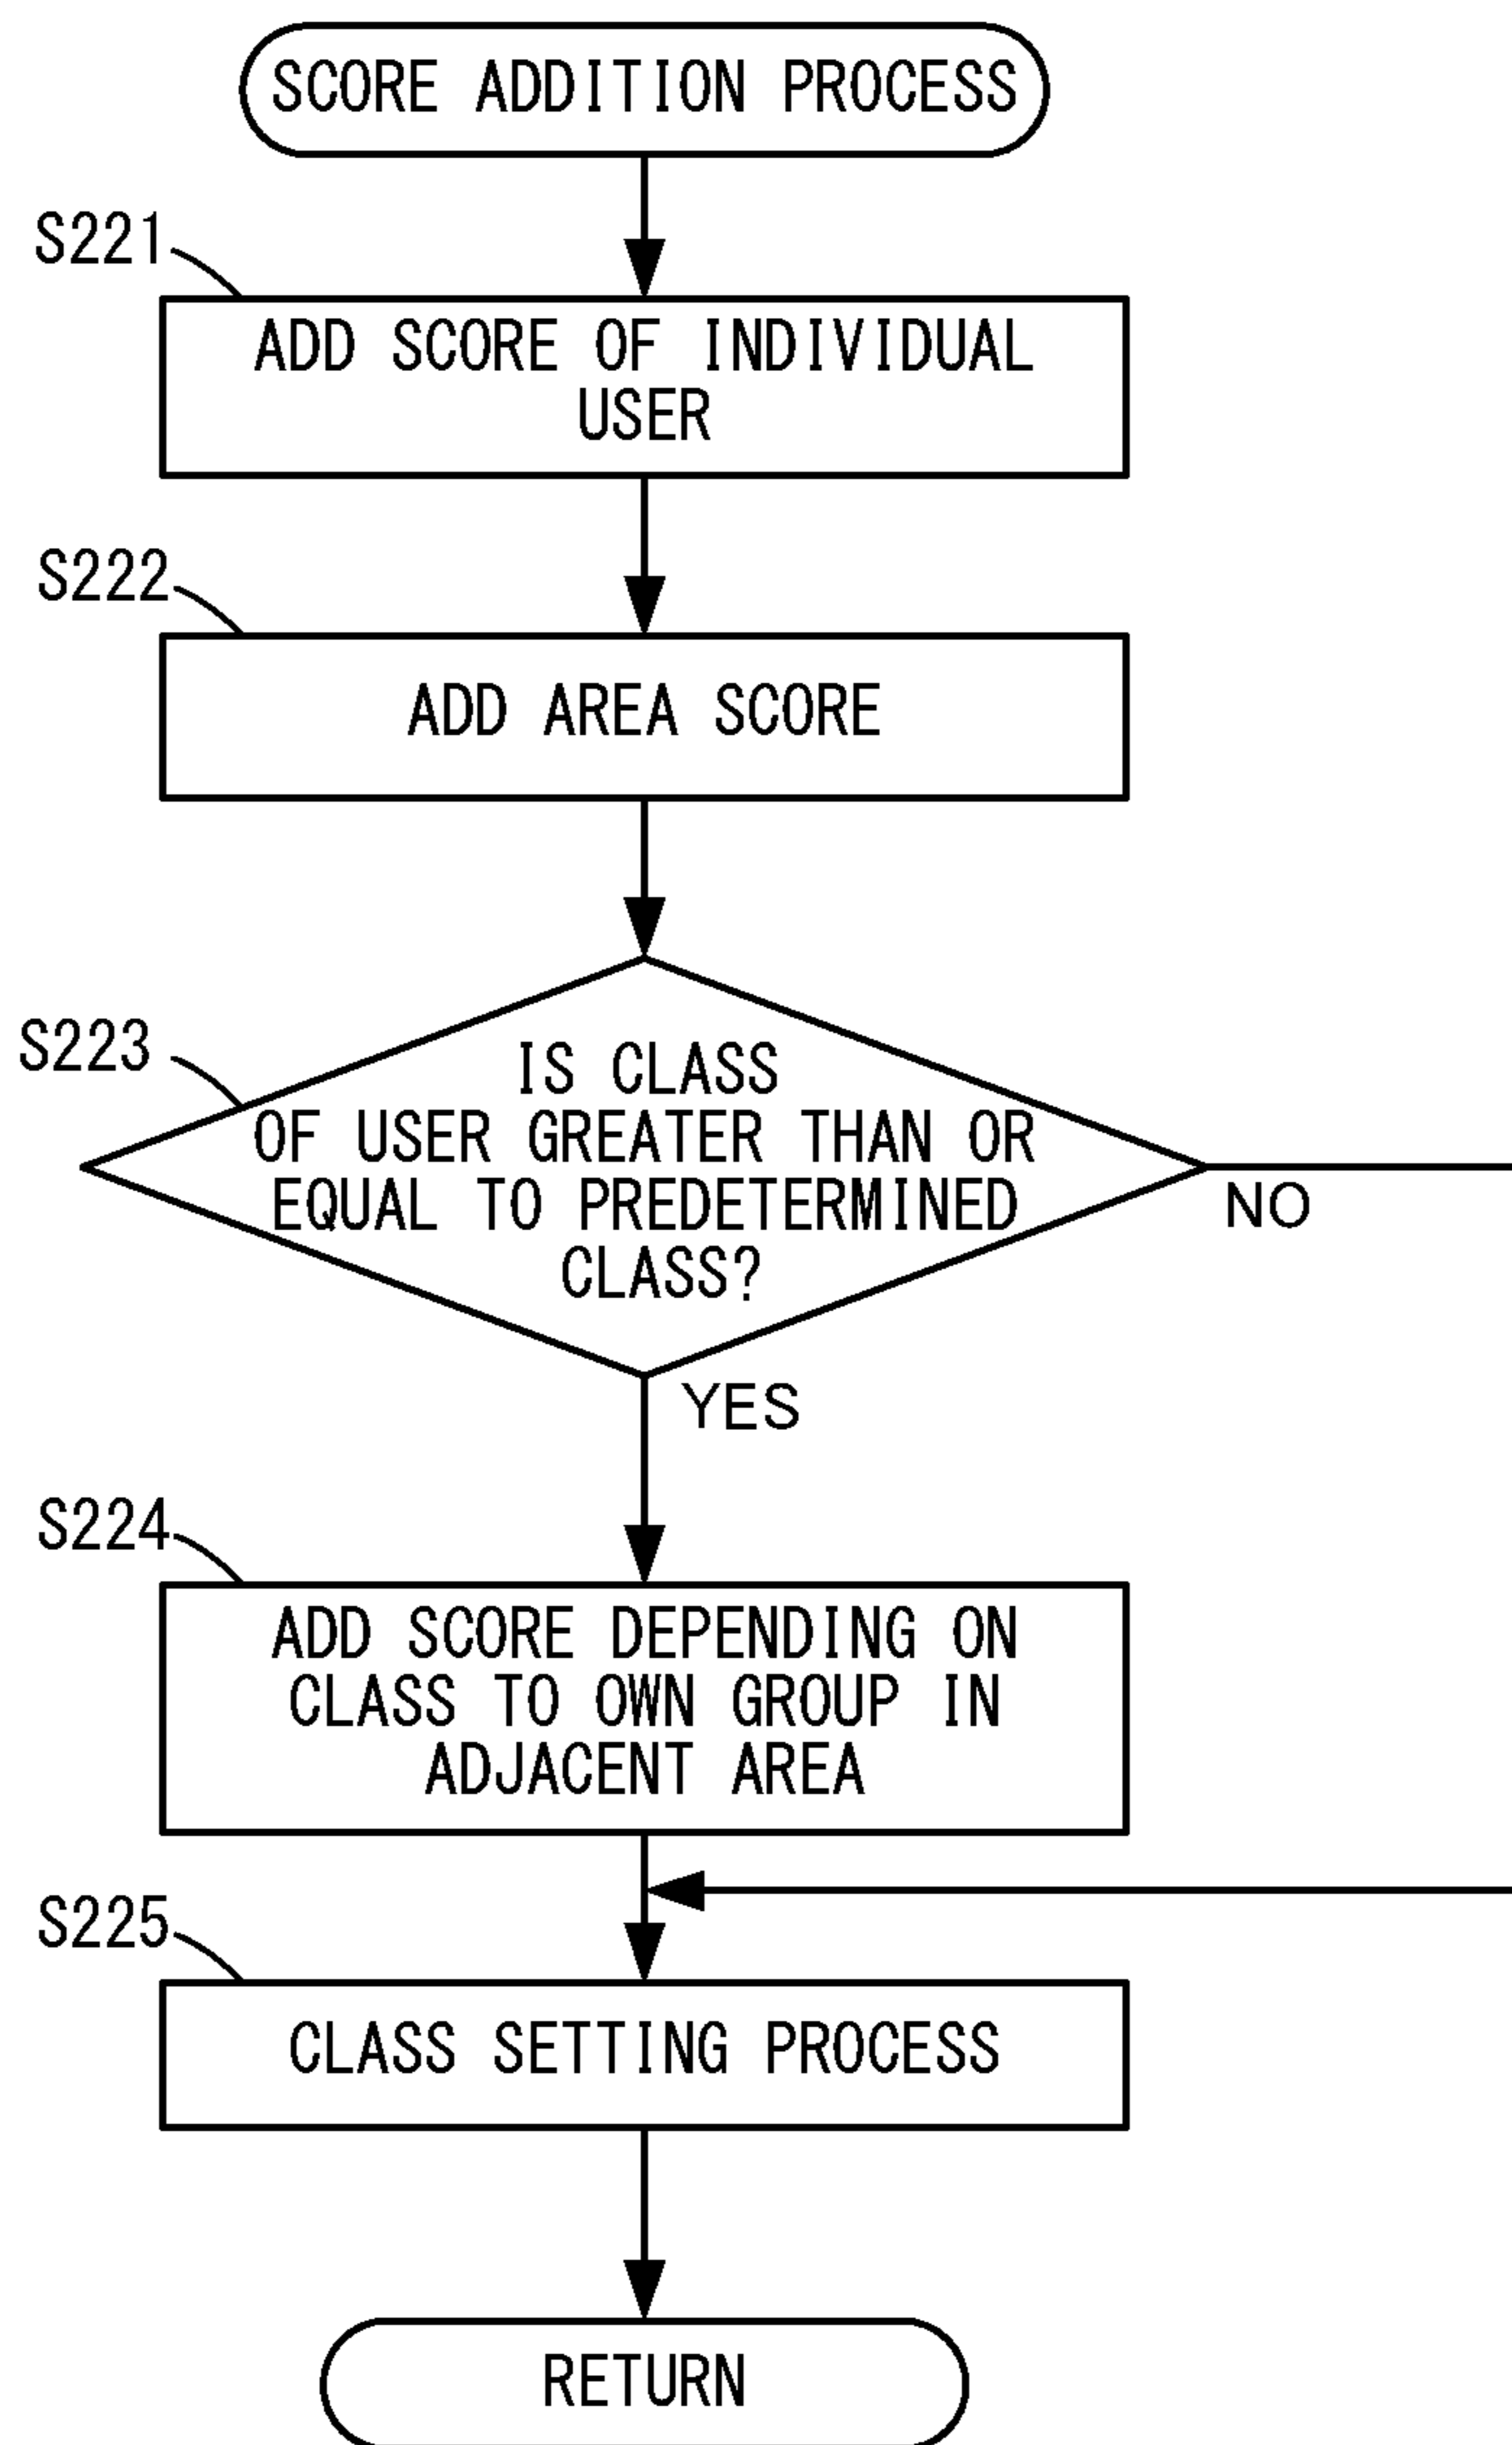 SCORE ADDITION PROCESS
S221
ADD SCORE OF INDIVIDUAL
USER
S222
ADD AREA SCORE
S223
IS CLASS
OF USER GREATER THAN OR
EQUAL TO PREDETERMINED
CLASS?
NO
YES
S224
ADD SCORE DEPENDING ON
CLASS TO OWN GROUP IN
ADJACENT AREA
S225
CLASS SETTING PROCESS
RETURN